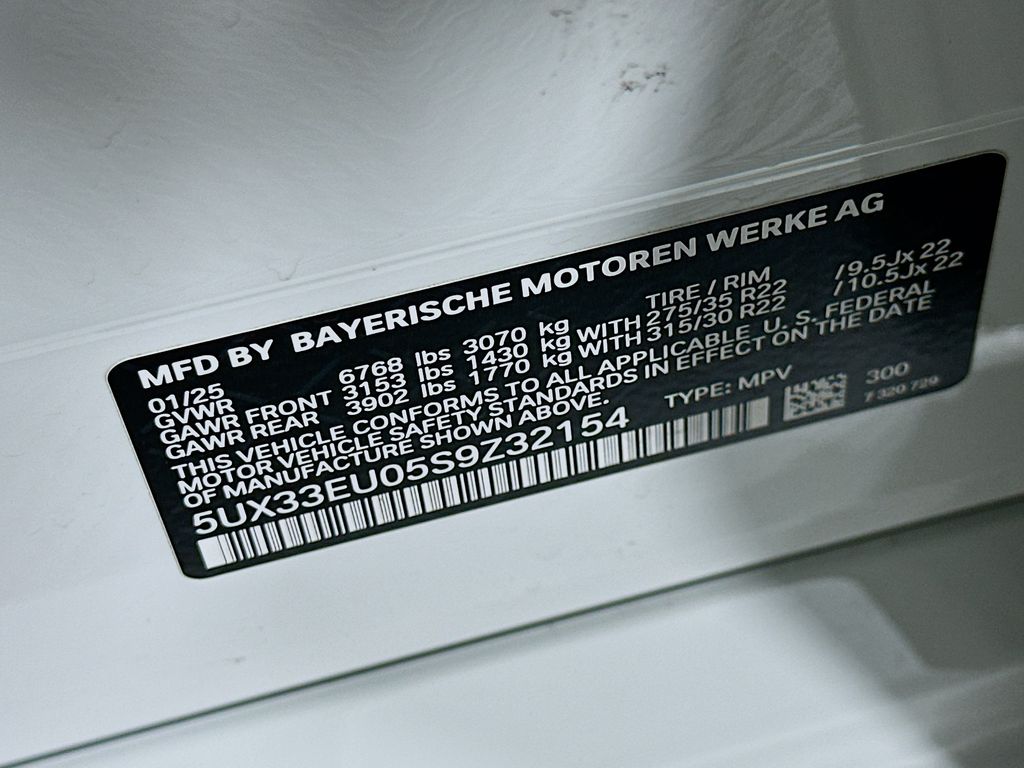 MFD BY BAYERISCHE MOTOREN WERKE AG
01/25 TIRE / RIM
GVWR 6768 lbs 3070 kg
GAWR FRONT 3153 lbs 1430 kg WITH 275/35 R22 /9.5Jx 22
GAWR REAR 3902 lbs 1770 kg WITH 315/30 R22 /10.5Jx 22
THIS VEHICLE CONFORMS TO ALL APPLICABLE U. S. FEDERAL
MOTOR VEHICLE SAFETY STANDARDS IN EFFECT ON THE DATE
OF MANUFACTURE SHOWN ABOVE.
5UX33EU05S9Z32154 TYPE: MPV 300
7 320 729